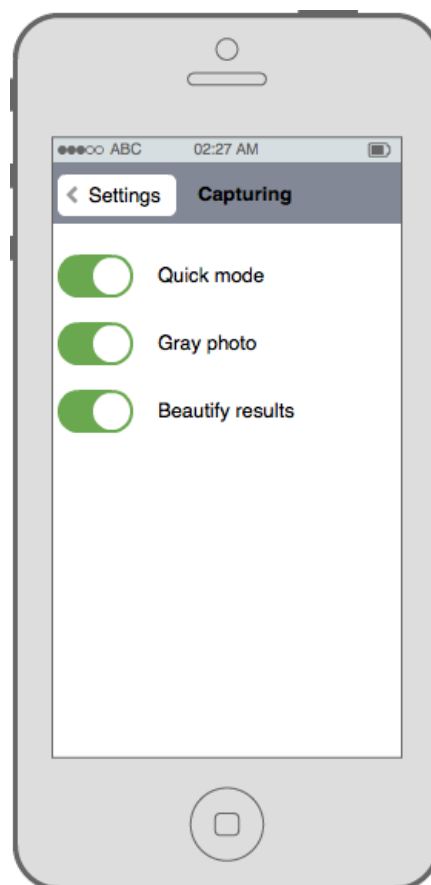 ABC 02:27 AM
Settings Capturing
Quick mode
Gray photo
Beautify results